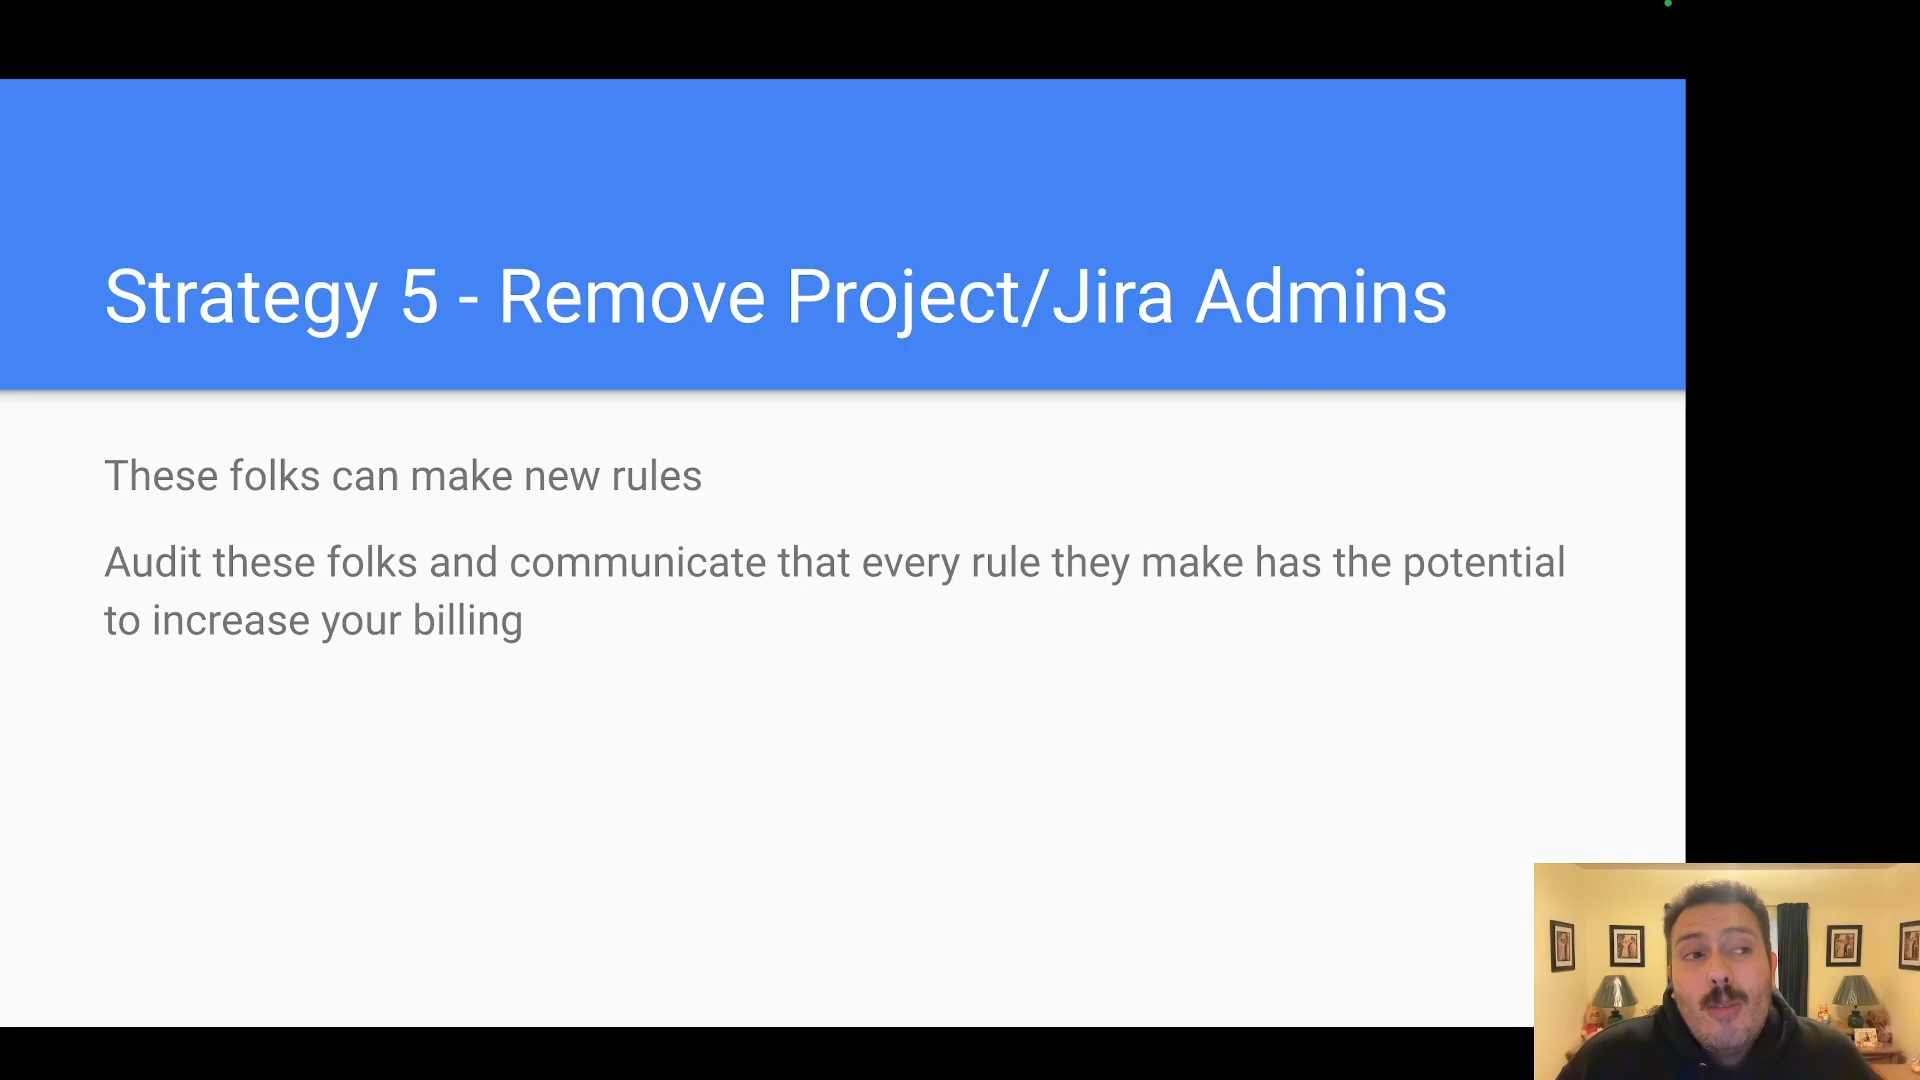 Strategy 5 - Remove Project/Jira Admins
These folks can make new rules
Audit these folks and communicate that every rule they make has the potential
to increase your billing